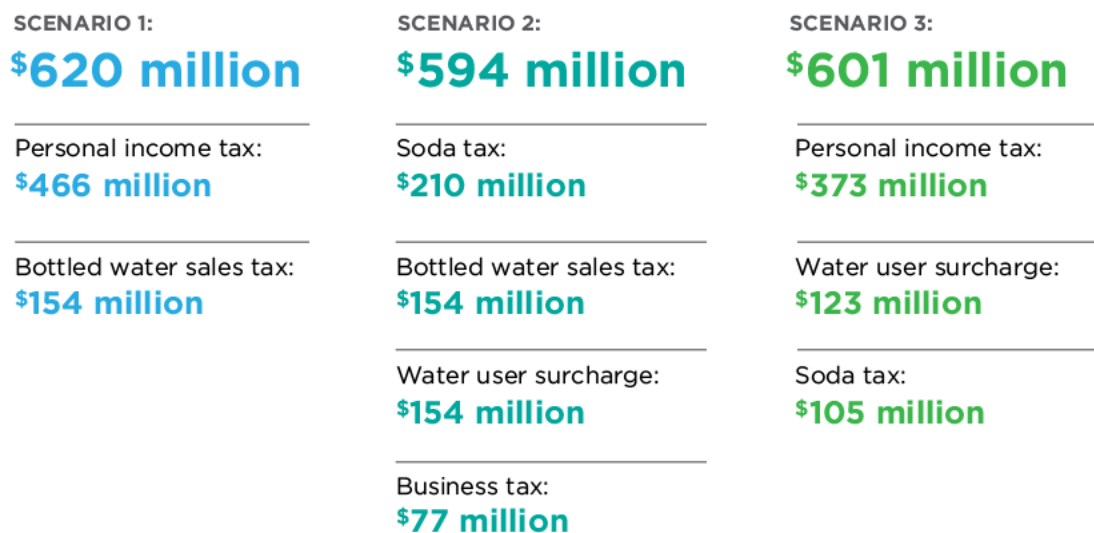 SCENARIO 1:
$620 million
Personal income tax:
$466 million
Bottled water sales tax:
$154 million
SCENARIO 2:
$594 million
Soda tax:
$210 million
Bottled water sales tax:
$154 million
Water user surcharge:
$154 million
Business tax:
$77 million
SCENARIO 3:
$601 million
Personal income tax:
$373 million
Water user surcharge:
$123 million
Soda tax:
$105 million